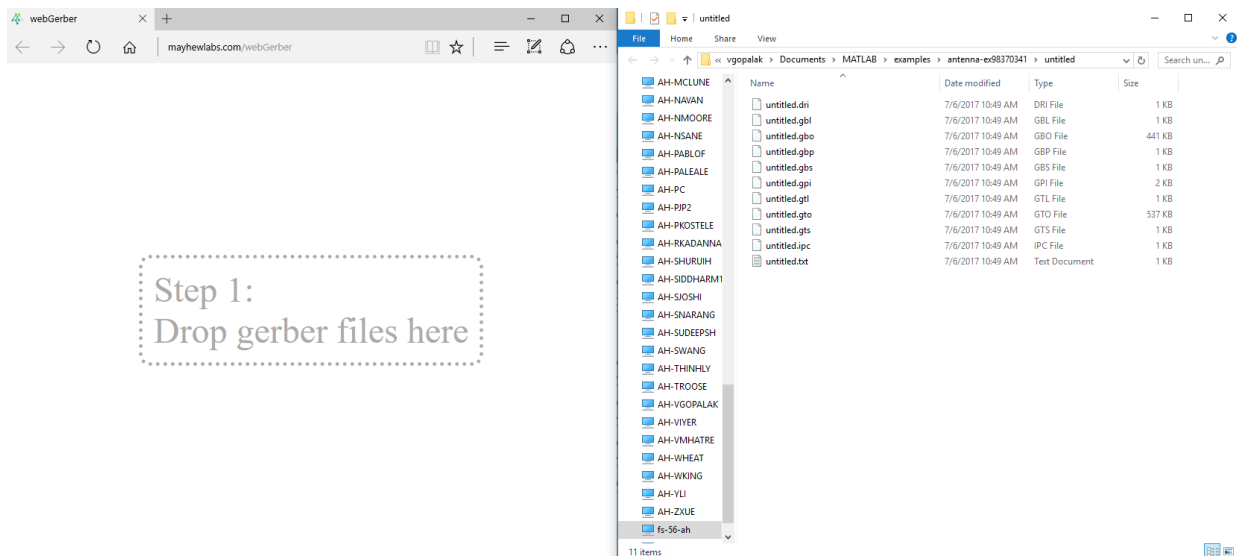 webGerber
mayhewlabs.com/webGerber
Step 1:
Drop gerber files here
untitled
File Home Share View
« vgopalak > Documents > MATLAB > examples > antenna-ex98370341 > untitled
Search un...
AH-MCLUNE
AH-NAVAN
AH-NMOORE
AH-NSANE
AH-PABLOF
AH-PALEALE
AH-PC
AH-PJP2
AH-PKOSTELE
AH-RKADANNA
AH-SHURUIH
AH-SIDDHARM1
AH-SJOSHI
AH-SNARANG
AH-SUDEEPSH
AH-SWANG
AH-THINHLY
AH-TROOSE
AH-VGOPALAK
AH-VIYER
AH-VMHATRE
AH-WHEAT
AH-WKING
AH-YLI
AH-ZXUE
fs-56-ah
Name Date modified Type Size
untitled.dri 7/6/2017 10:49 AM DRI File 1 KB
untitled.gbl 7/6/2017 10:49 AM GBL File 1 KB
untitled.gbo 7/6/2017 10:49 AM GBO File 441 KB
untitled.gbp 7/6/2017 10:49 AM GBP File 1 KB
untitled.gbs 7/6/2017 10:49 AM GBS File 1 KB
untitled.gpi 7/6/2017 10:49 AM GPI File 2 KB
untitled.gtl 7/6/2017 10:49 AM GTL File 1 KB
untitled.gto 7/6/2017 10:49 AM GTO File 537 KB
untitled.gts 7/6/2017 10:49 AM GTS File 1 KB
untitled.ipc 7/6/2017 10:49 AM IPC File 1 KB
untitled.txt 7/6/2017 10:49 AM Text Document 1 KB
11 items